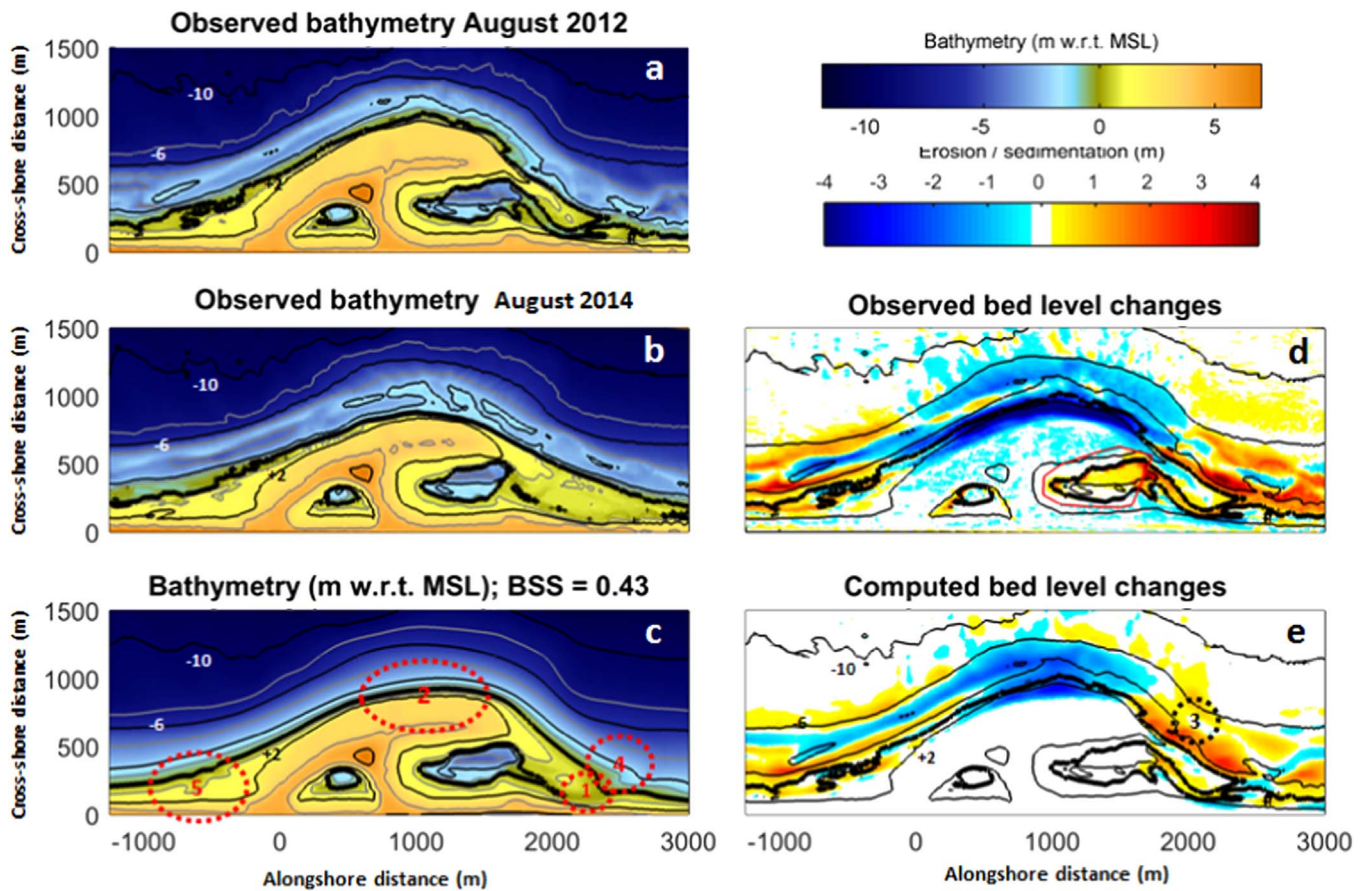 Observed bathymetry August 2012
1500
1000
500
0
Cross-shore distance (m)
a
-10
-6
+2
Bathymetry (m w.r.t. MSL)
-10 -5 0 5
Erosion / sedimentation (m)
-4 -3 -2 -1 0 1 2 3 4
Observed bathymetry August 2014
1500
1000
500
0
Cross-shore distance (m)
b
-10
-6
+2
Observed bed level changes
d
Bathymetry (m w.r.t. MSL); BSS = 0.43
1500
1000
500
0
Cross-shore distance (m)
c
-10
-6
+2
2
5
4
1
-1000 0 1000 2000 3000
Alongshore distance (m)
Computed bed level changes
e
-10
-6
+2
3
-1000 0 1000 2000 3000
Alongshore distance (m)